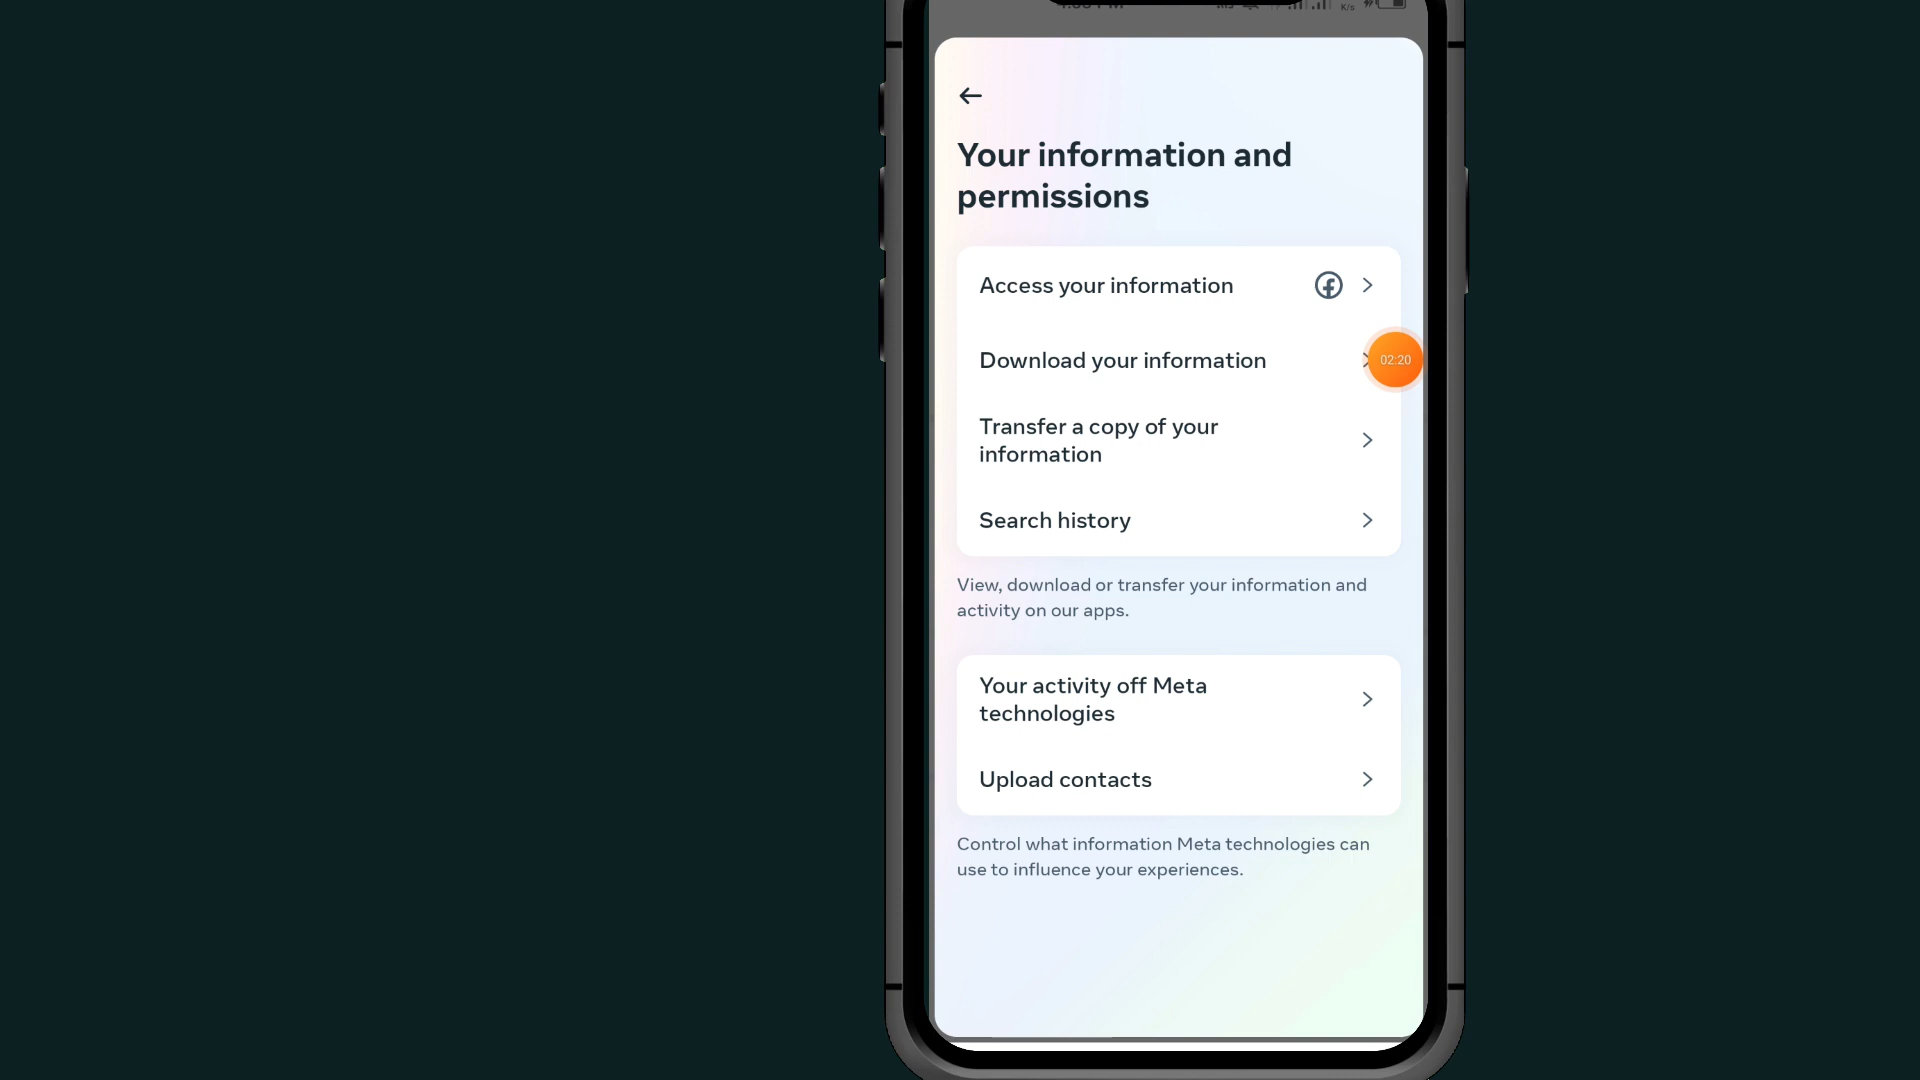 Your information and
permissions
Access your information
Download your information
02:20
Transfer a copy of your
information
Search history
View, download or transfer your information and
activity on our apps.
Your activity off Meta
technologies
Upload contacts
Control what information Meta technologies can
use to influence your experiences.